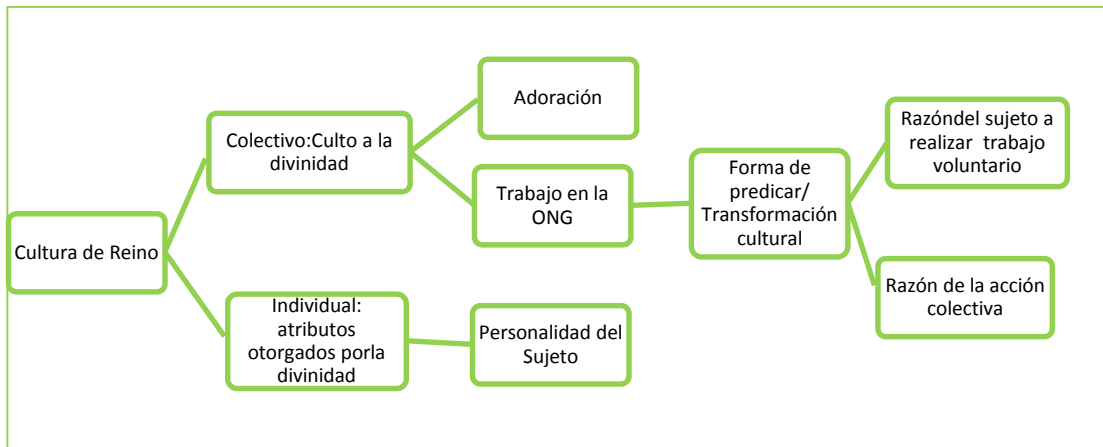 Cultura de Reino
Colectivo:Culto a la
divinidad
Individual:
atributos
otorgados porla
divinidad
Adoración
Trabajo en la
ONG
Personalidad del
Sujeto
Forma de
predicar/
Transformación
cultural
Razóndel sujeto a
realizar trabajo
voluntario
Razón de la acción
colectiva